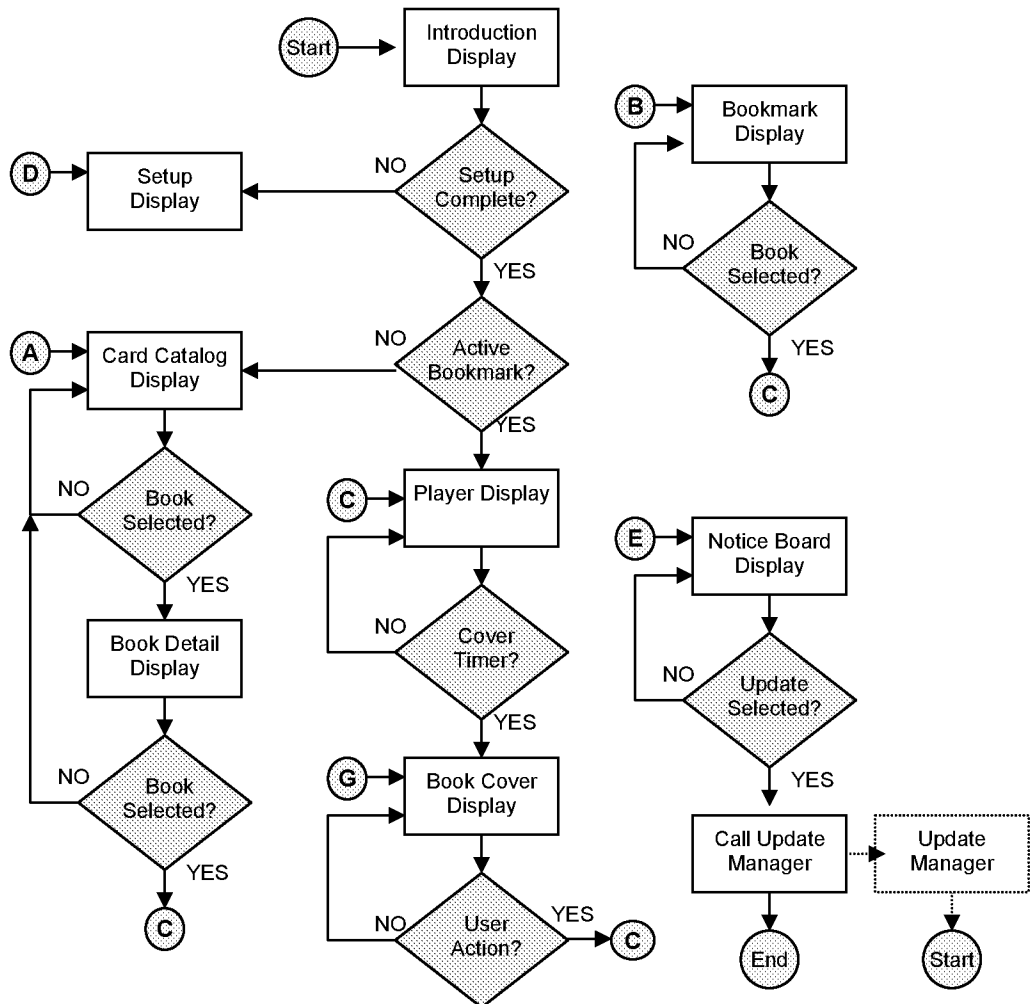 Start
Introduction
Display
B
Bookmark
Display
D
Setup
Display
NO
Setup
Complete?
NO
Book
Selected?
YES
YES
A
Card Catalog
Display
NO
Active
Bookmark?
C
YES
NO
Book
Selected?
C
Player Display
E
Notice Board
Display
YES
Book Detail
Display
NO
Cover
Timer?
NO
Update
Selected?
YES
NO
Book
Selected?
G
Book Cover
Display
YES
YES
Call Update
Manager
Update
Manager
C
NO
User
Action?
YES
C
End
Start